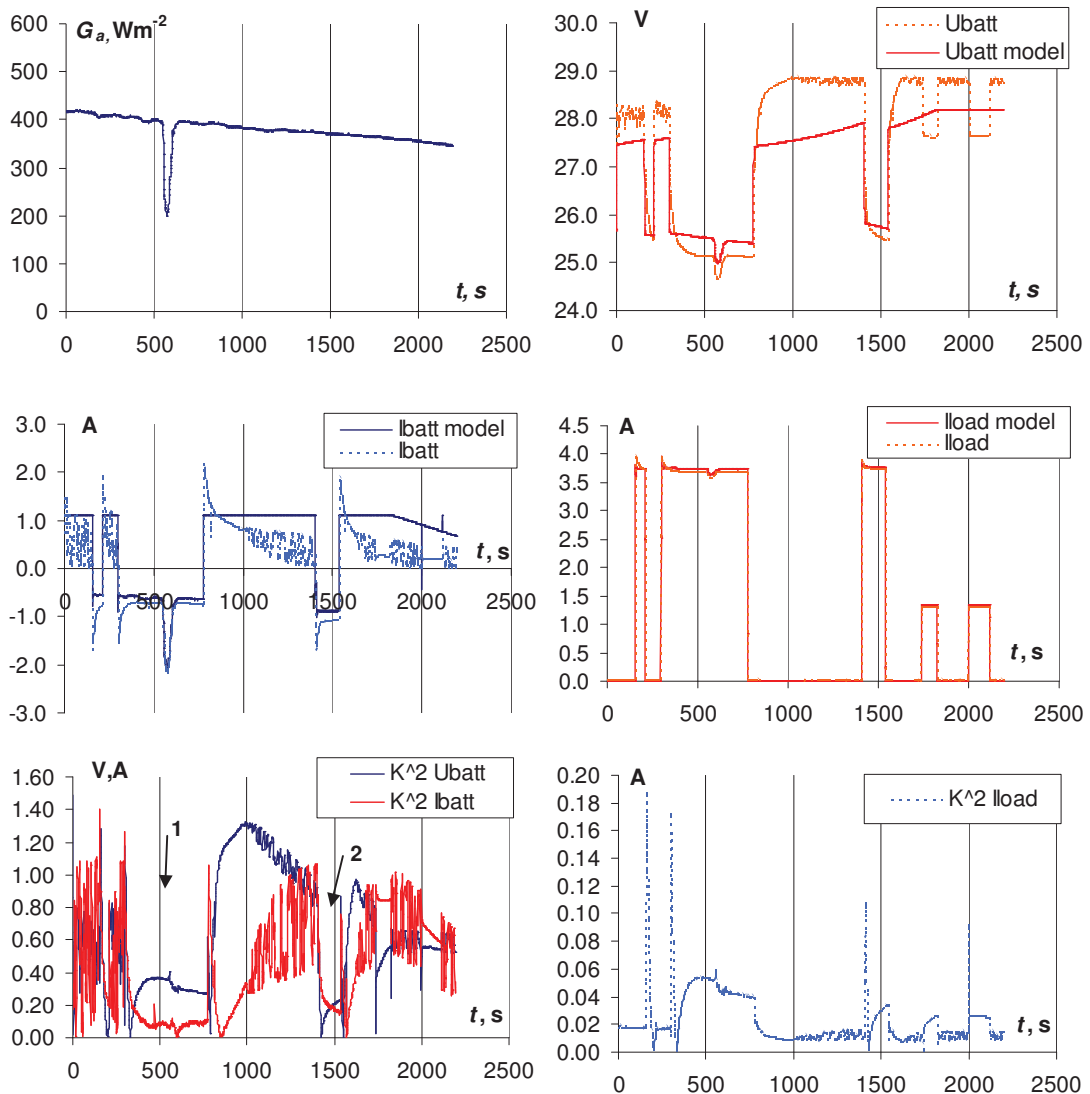 G a, Wm-2
600
500
400
300
200
100
0
0 500 1000 1500 2000 2500
t, s
V
Ubatt
Ubatt model
29.0
28.0
27.0
26.0
25.0
24.0
0 500 1000 1500 2000 2500
t, s
A
Ibatt model
Ibatt
3.0
2.0
1.0
0.0
-1.0
-2.0
-3.0
0 500 1000 1500 2000 2500
t, s
A
Iload model
Iload
4.5
4.0
3.5
3.0
2.5
2.0
1.5
1.0
0.5
0.0
0 500 1000 1500 2000 2500
t, s
V,A
K^2 Ubatt
K^2 Ibatt
1.60
1.40
1.20
1.00
0.80
0.60
0.40
0.20
0.00
1
2
0 500 1000 1500 2000 2500
t, s
A
K^2 Iload
0.20
0.18
0.16
0.14
0.12
0.10
0.08
0.06
0.04
0.02
0.00
0 500 1000 1500 2000 2500
t, s